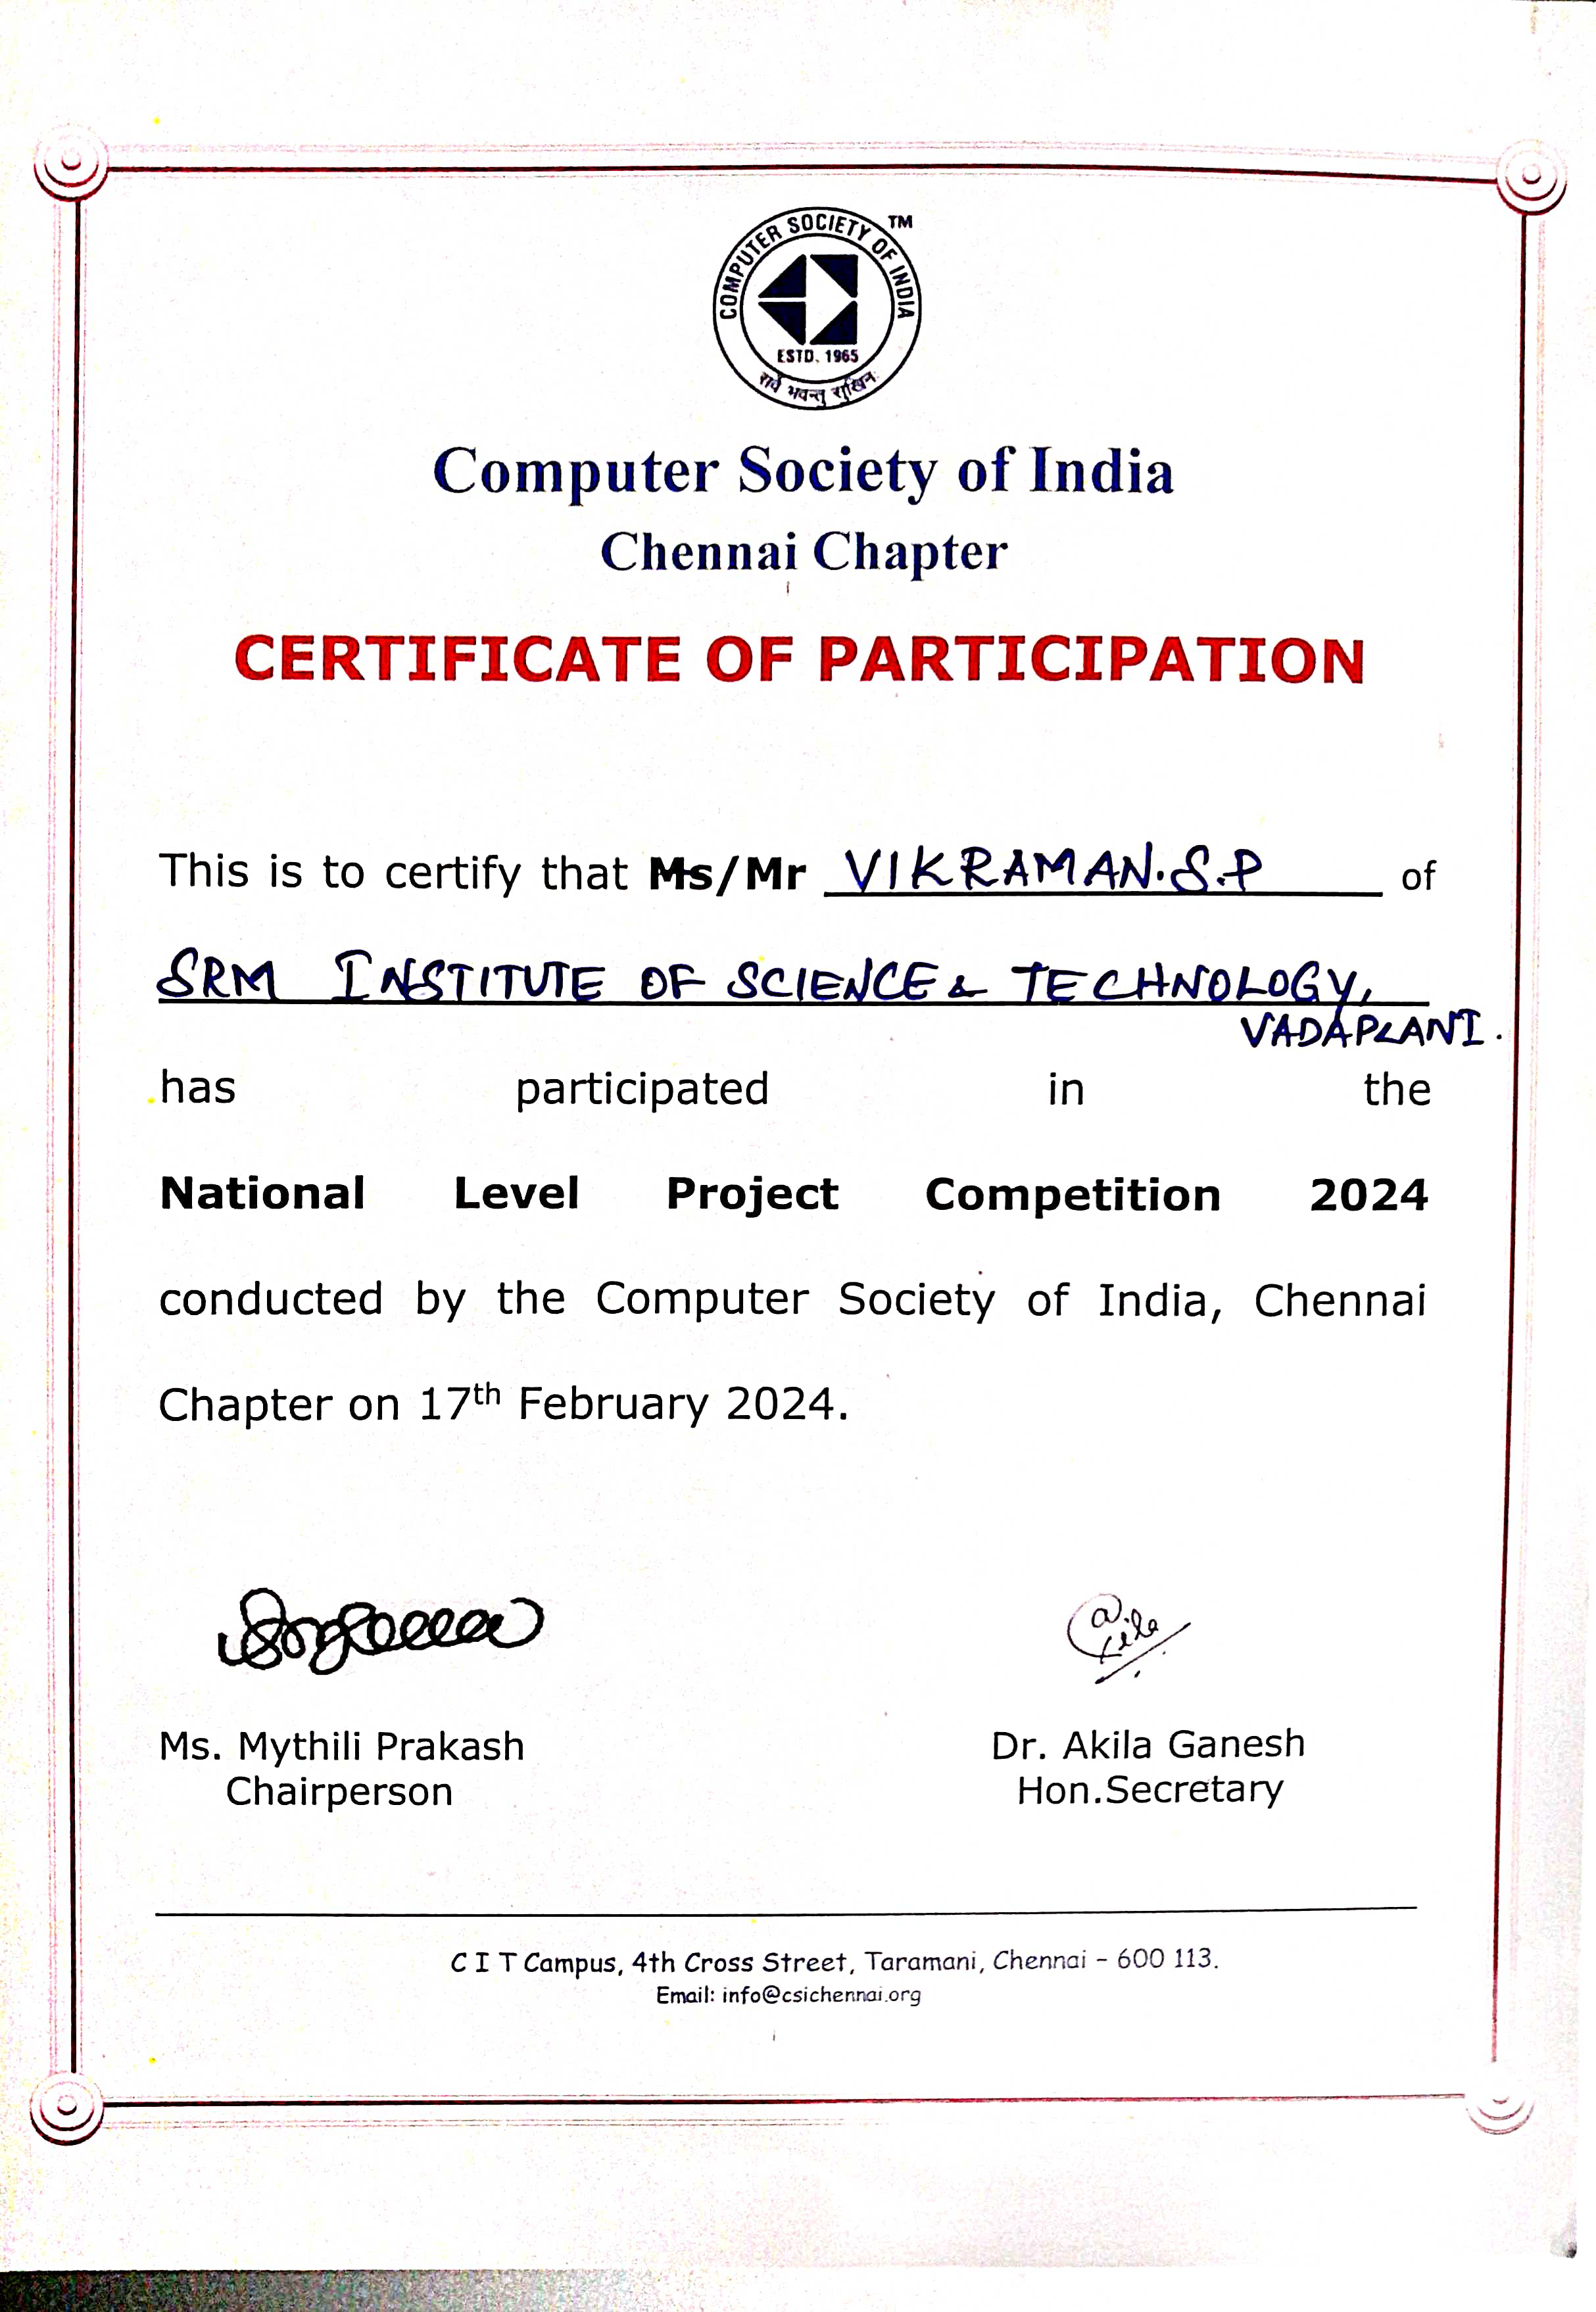 COMPUTER SOCIETY OF INDIA TM
ESTD. 1965
सर्वे भवन्तु सुखिनः
Computer Society of India
Chennai Chapter
CERTIFICATE OF PARTICIPATION
This is to certify that Ms/Mr VIKRAMAN.S.P of
SRM INSTITUTE OF SCIENCE & TECHNOLOGY,
VADAPLANI.
has participated in the
National Level Project Competition 2024
conducted by the Computer Society of India, Chennai
Chapter on 17th February 2024.
Akila
Ms. Mythili Prakash Dr. Akila Ganesh
Chairperson Hon.Secretary
C I T Campus, 4th Cross Street, Taramani, Chennai - 600 113.
Email: info@csichennai.org